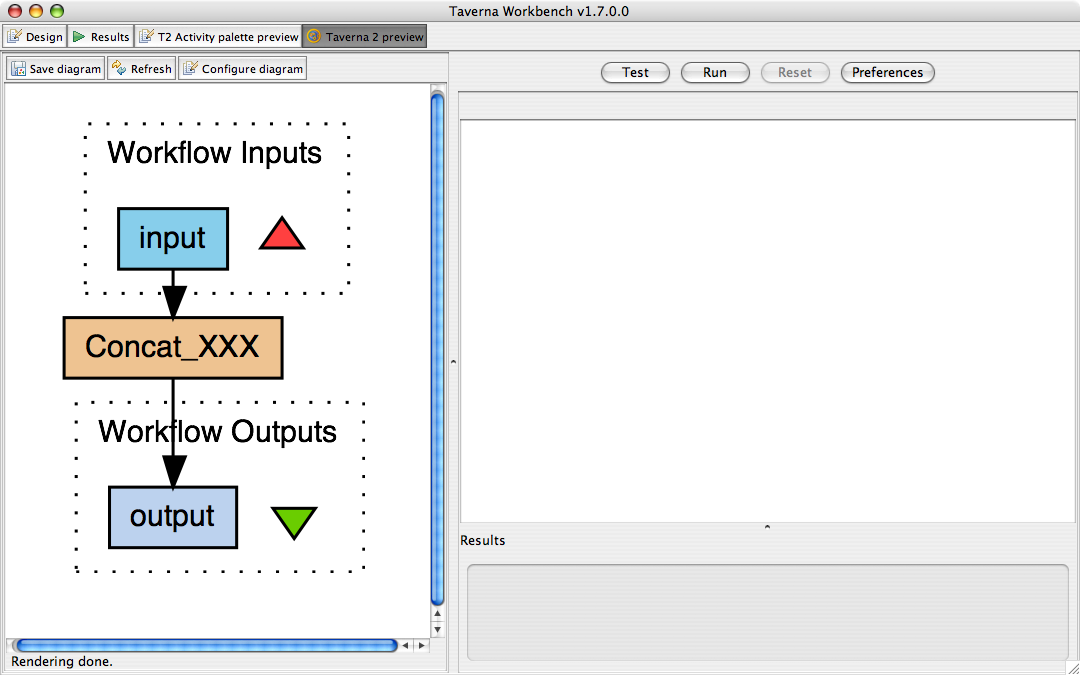 Taverna Workbench v1.7.0.0
Design Results T2 Activity palette preview Taverna 2 preview
Save diagram Refresh Configure diagram
Test Run Reset Preferences
Workflow Inputs
input
Concat_XXX
Workflow Outputs
output
Results
Rendering done.